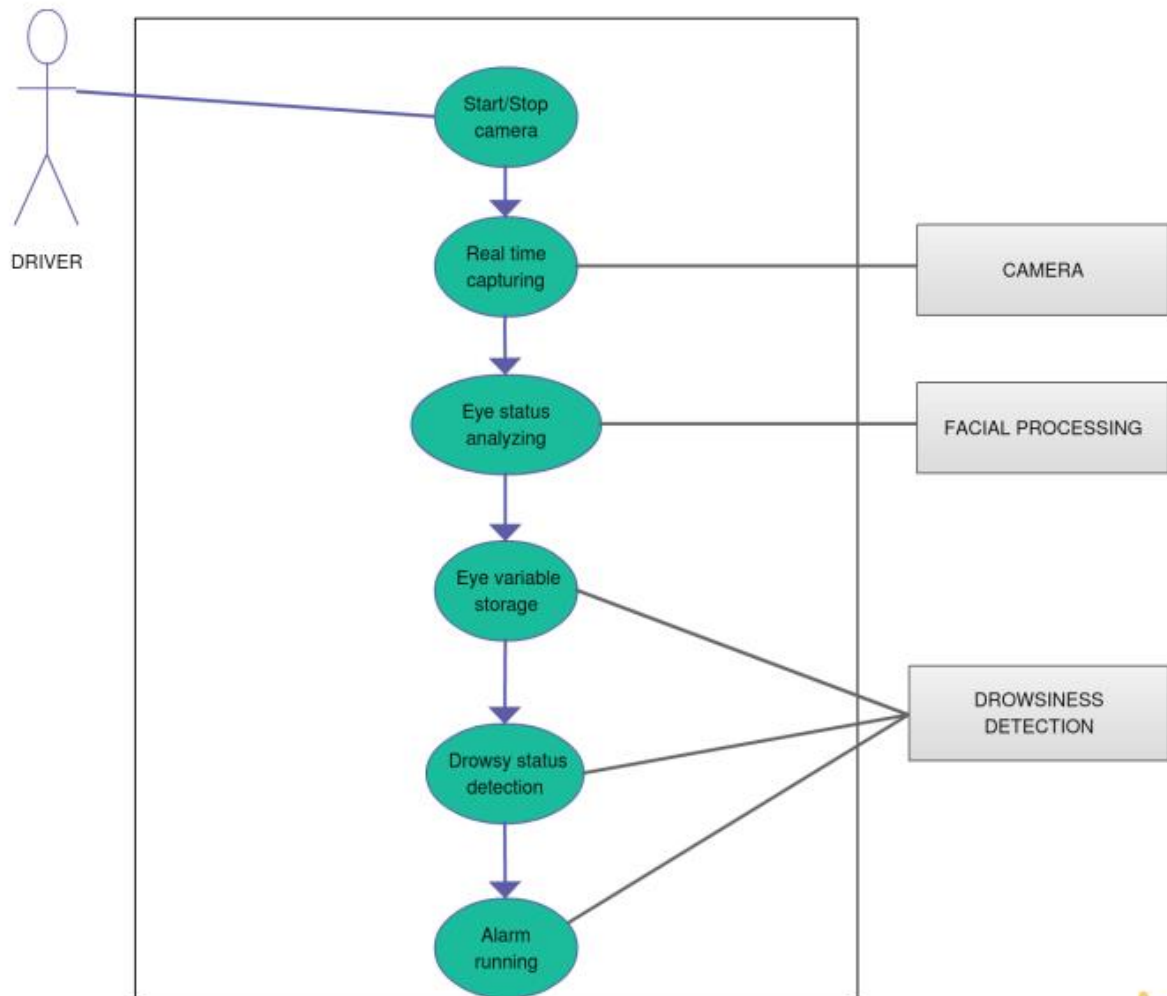 Start/Stop
camera
DRIVER
Real time
capturing
CAMERA
Eye status
analyzing
FACIAL PROCESSING
Eye variable
storage
DROWSINESS
DETECTION
Drowsy status
detection
Alarm
running